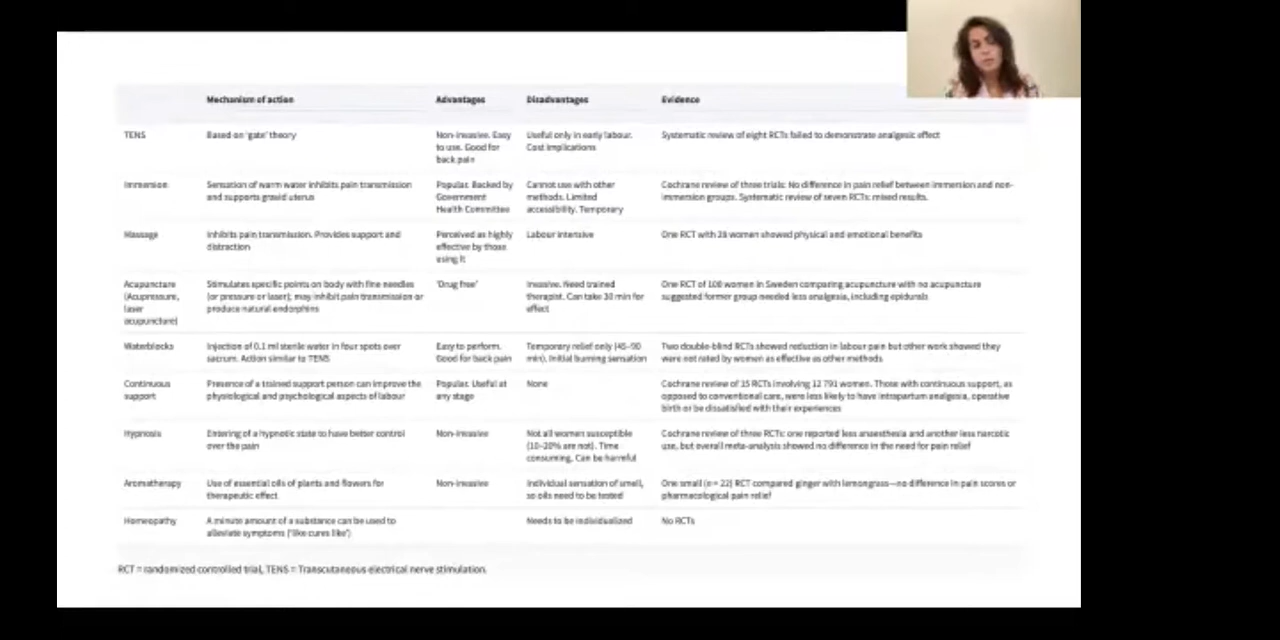 Mechanism of action Advantages Disadvantages Evidence
TENS Based on 'gate' theory Non-invasive. Easy Useful only in early labour. Systematic review of eight RCTs failed to demonstrate analgesic effect
to use. Good for Cost implications
back pain
Immersion Sensation of warm water inhibits pain transmission Popular. Backed by Cannot use with other Cochrane review of three trials: No difference in pain relief between immersion and non-
and supports gravid uterus Government methods. Limited immersion groups. Systematic review of seven RCTs: mixed results.
Health Committee accessibility. Temporary
Massage Inhibits pain transmission. Provides support and Perceived as highly Labour intensive One RCT with 28 women showed physical and emotional benefits
distraction effective by those
using it
Acupuncture Stimulates specific points on body with fine needles 'Drug free' Invasive. Need trained One RCT of 100 women in Sweden comparing acupuncture with no acupuncture
(Acupressure, (or pressure or laser); may inhibit pain transmission or therapist. Can take 30 min for suggested former group needed less analgesia, including epidurals
laser produce natural endorphins effect
acupuncture)
Waterblocks Injection of 0.1 ml sterile water in four spots over Easy to perform. Temporary relief only (45–90 Two double-blind RCTs showed reduction in labour pain but other work showed they
sacrum. Action similar to TENS Good for back pain min). Initial burning sensation were not rated by women as effective as other methods
Continuous Presence of a trained support person can improve the Popular. Useful at None Cochrane review of 15 RCTs involving 12 791 women. Those with continuous support, as
support physiological and psychological aspects of labour any stage opposed to conventional care, were less likely to have intrapartum analgesia, operative
birth or be dissatisfied with their experiences
Hypnosis Entering of a hypnotic state to have better control Non-invasive Not all women susceptible Cochrane review of three RCTs: one reported less anaesthesia and another less narcotic
over the pain (10–20% are not). Time use, but overall meta-analysis showed no difference in the need for pain relief
consuming. Can be harmful
Aromatherapy Use of essential oils of plants and flowers for Non-invasive Individual sensation of smell, One small (n = 22) RCT compared ginger with lemongrass—no difference in pain scores or
therapeutic effect so oils need to be tested pharmacological pain relief
Homeopathy A minute amount of a substance can be used to Needs to be individualized No RCTs
alleviate symptoms ('like cures like')
RCT = randomized controlled trial, TENS = Transcutaneous electrical nerve stimulation.